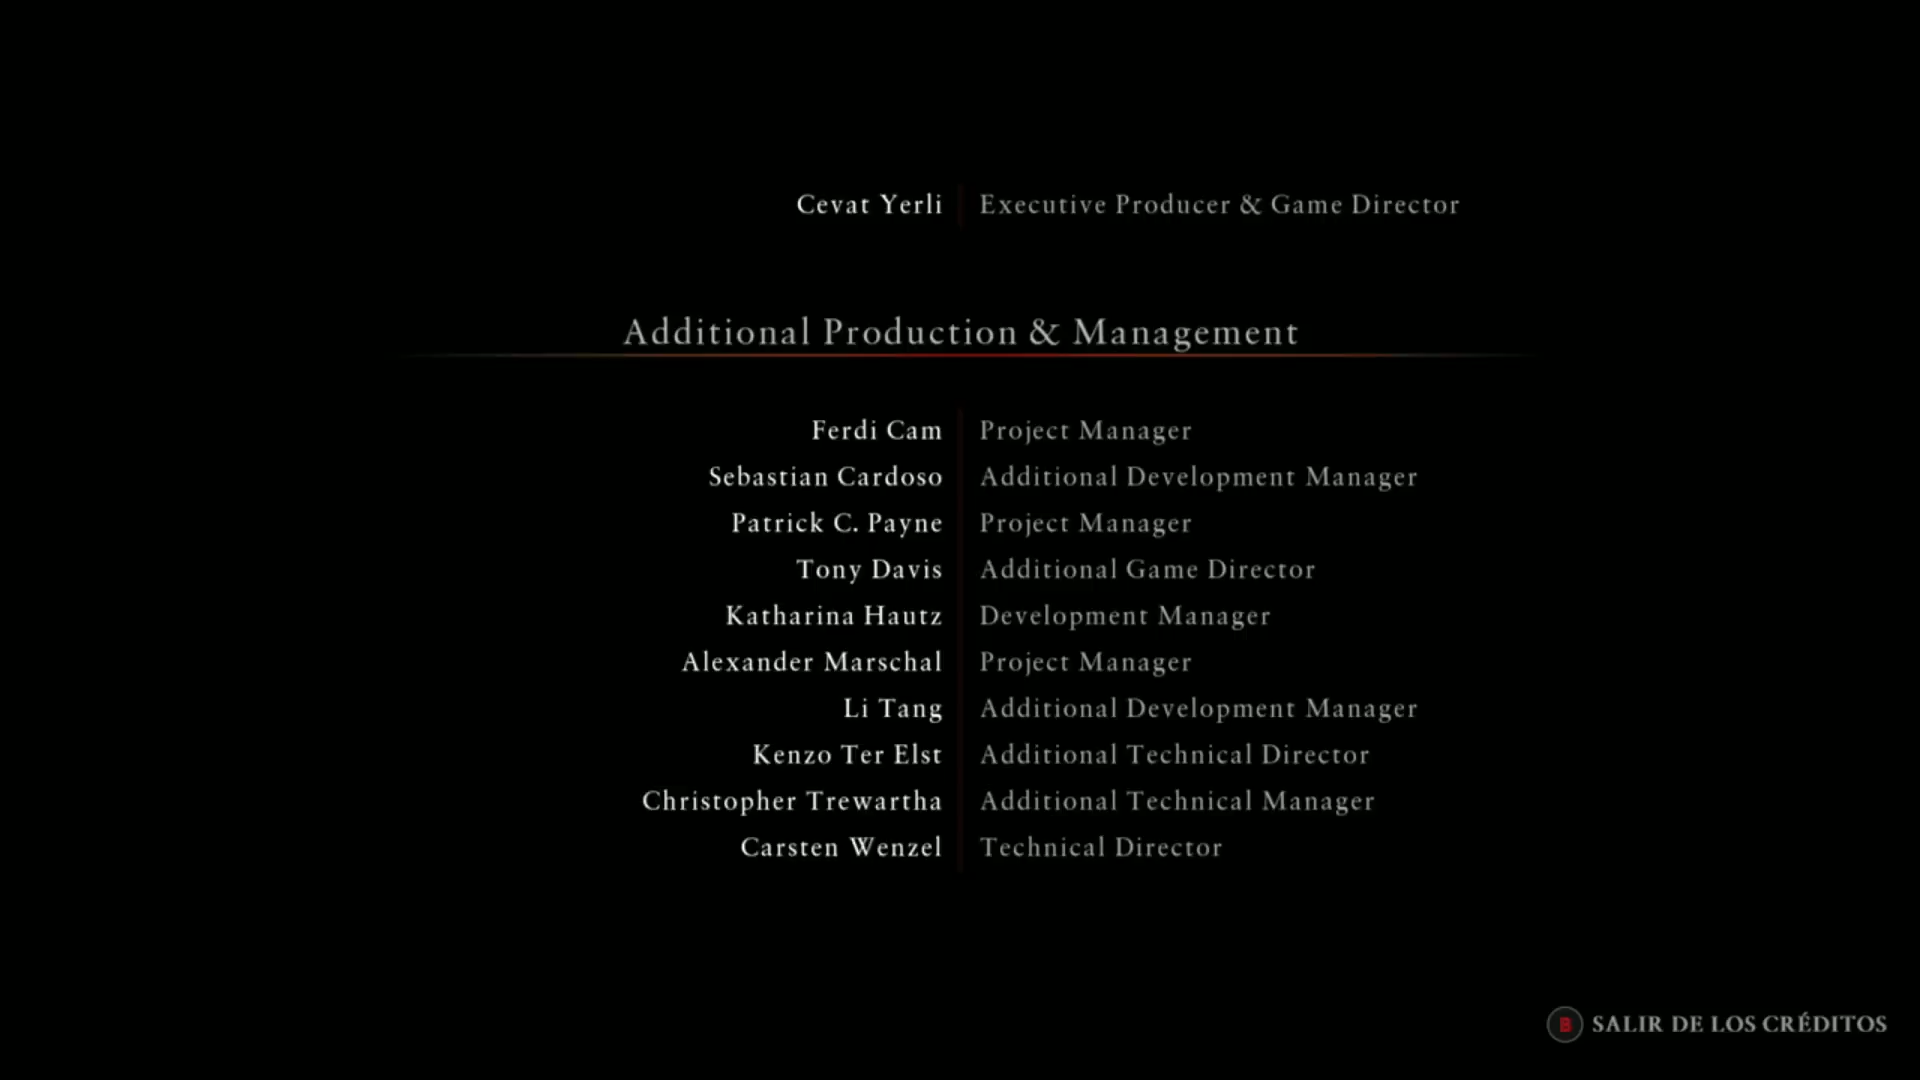 Cevat Yerli Executive Producer & Game Director
Additional Production & Management
Ferdi Cam Project Manager
Sebastian Cardoso Additional Development Manager
Patrick C. Payne Project Manager
Tony Davis Additional Game Director
Katharina Hautz Development Manager
Alexander Marschal Project Manager
Li Tang Additional Development Manager
Kenzo Ter Elst Additional Technical Director
Christopher Trewartha Additional Technical Manager
Carsten Wenzel Technical Director
B SALIR DE LOS CRÉDITOS